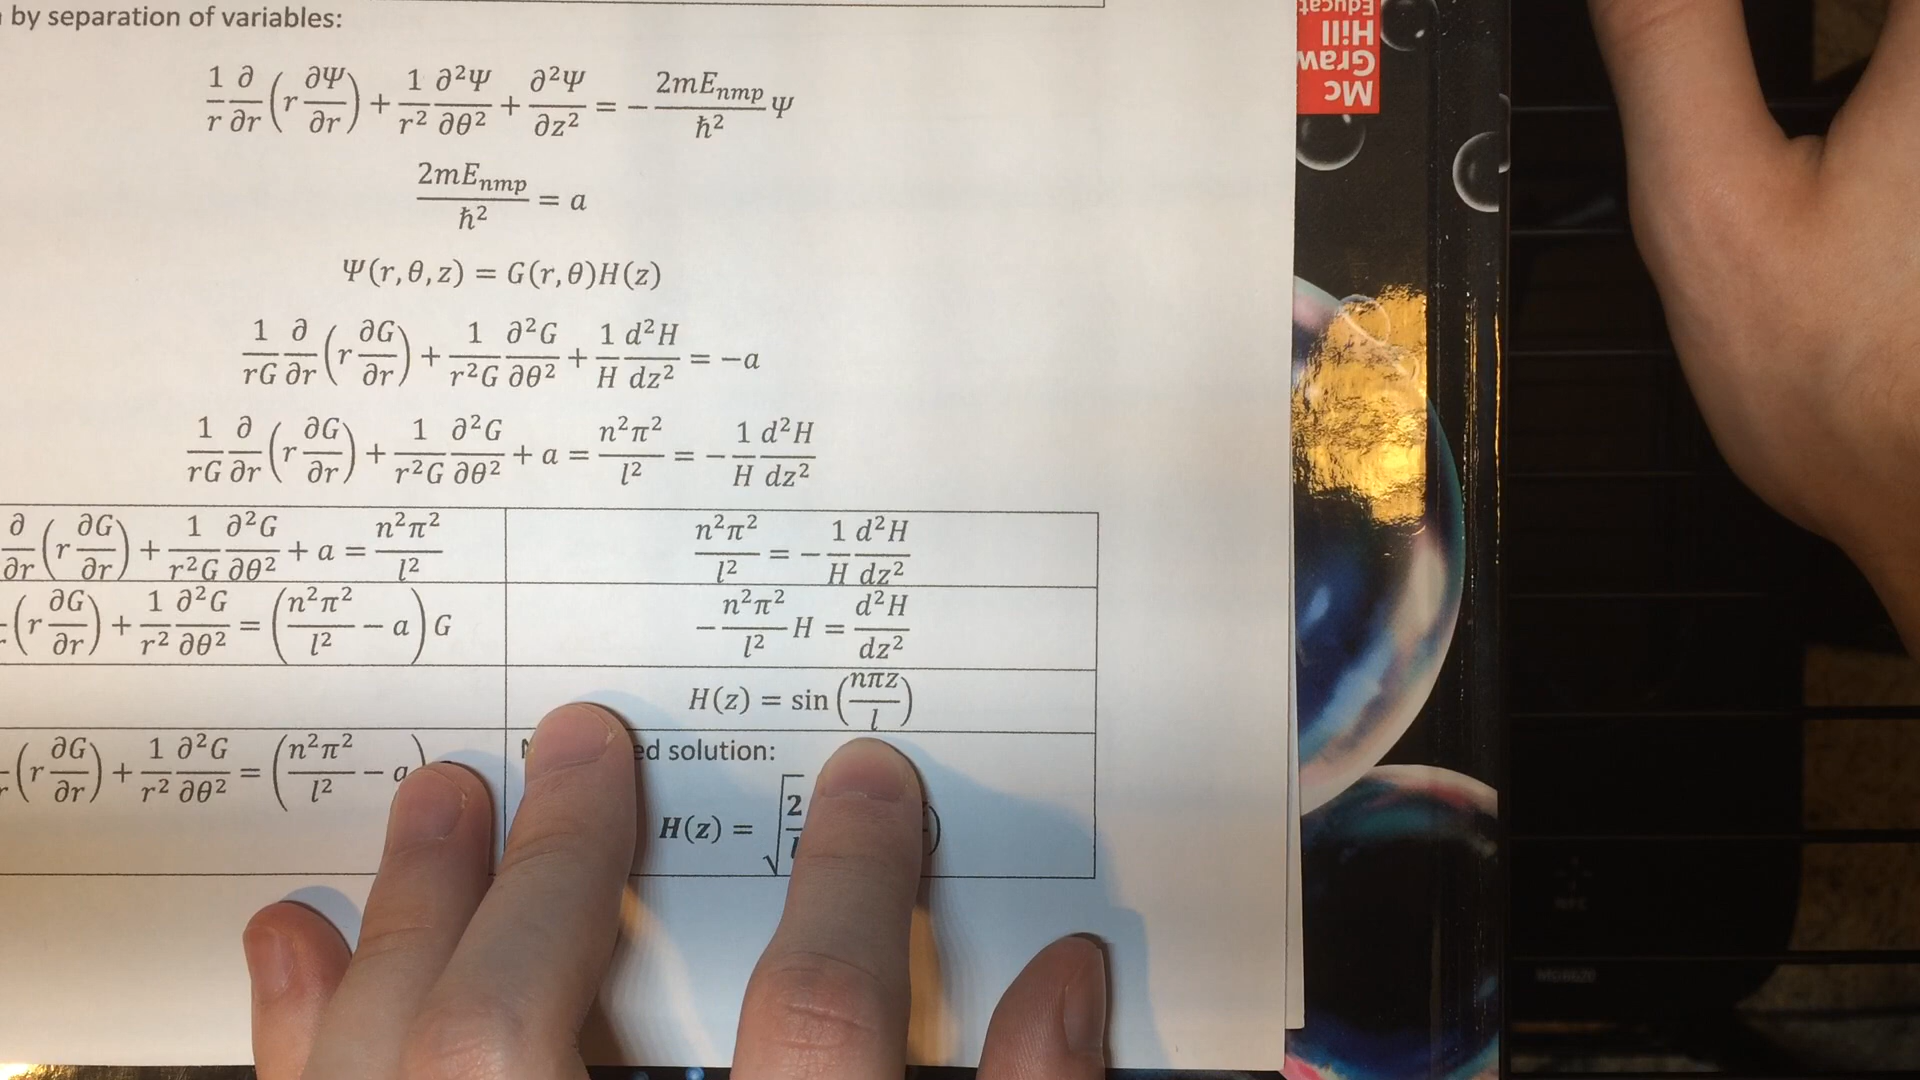 by separation of variables:
1/r ∂/∂r (r ∂Ψ/∂r) + 1/r² ∂²Ψ/∂θ² + ∂²Ψ/∂z² = − 2mEₙₘₚ/ħ² Ψ
2mEₙₘₚ/ħ² = a
Ψ(r,θ,z) = G(r,θ)H(z)
1/rG ∂/∂r (r ∂G/∂r) + 1/r²G ∂²G/∂θ² + 1/H d²H/dz² = −a
1/rG ∂/∂r (r ∂G/∂r) + 1/r²G ∂²G/∂θ² + a = n²π²/l² = − 1/H d²H/dz²
∂/∂r (r ∂G/∂r) + 1/r²G ∂²G/∂θ² + a = n²π²/l²
n²π²/l² = − 1/H d²H/dz²
(r ∂G/∂r) + 1/r² ∂²G/∂θ² = (n²π²/l² − a) G
− n²π²/l² H = d²H/dz²
H(z) = sin (nπz/l)
(r ∂G/∂r) + 1/r² ∂²G/∂θ² = (n²π²/l² − a)
solution:
H(z) = √2/l
Mc
Graw
Hill